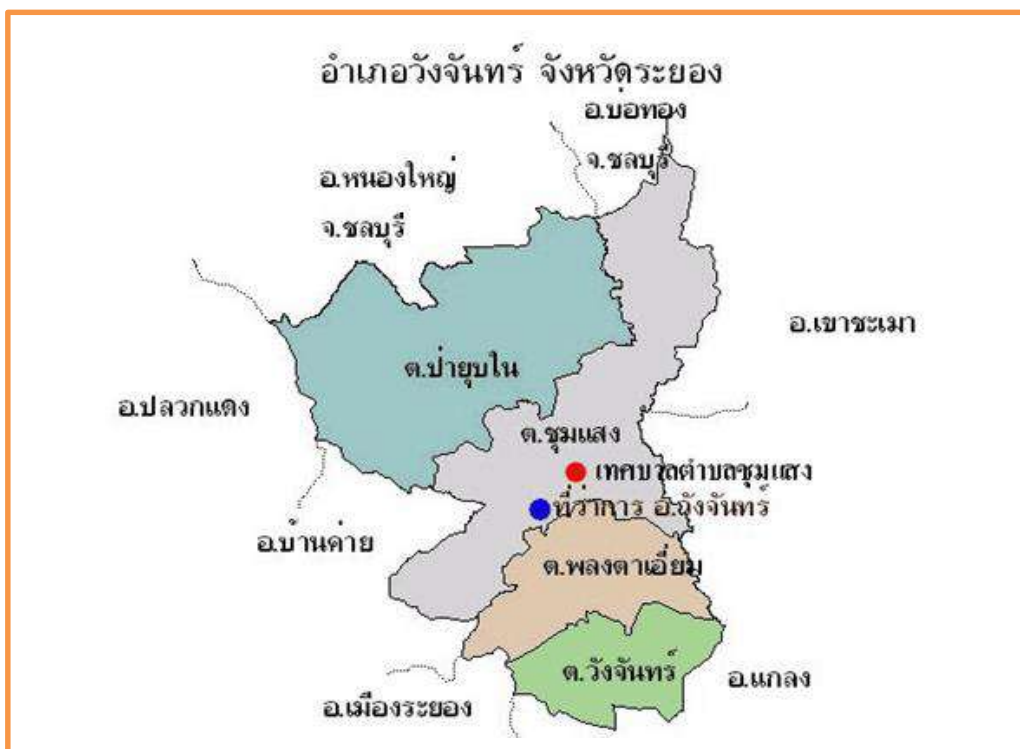 อำเภอวังจันทร์ จังหวัดระยอง
อ.บ่อทอง
จ.ชลบุรี
อ.หนองใหญ่
จ.ชลบุรี
อ.เขาชะเมา
ต.ป่ายุบใน
อ.ปลวกแดง
ต.ชุมแสง
เทศบาลตำบลชุมแสง
ที่ว่าการ อ.วังจันทร์
อ.บ้านค่าย
ต.พลงตาเอี่ยม
ต.วังจันทร์
อ.แกลง
อ.เมืองระยอง